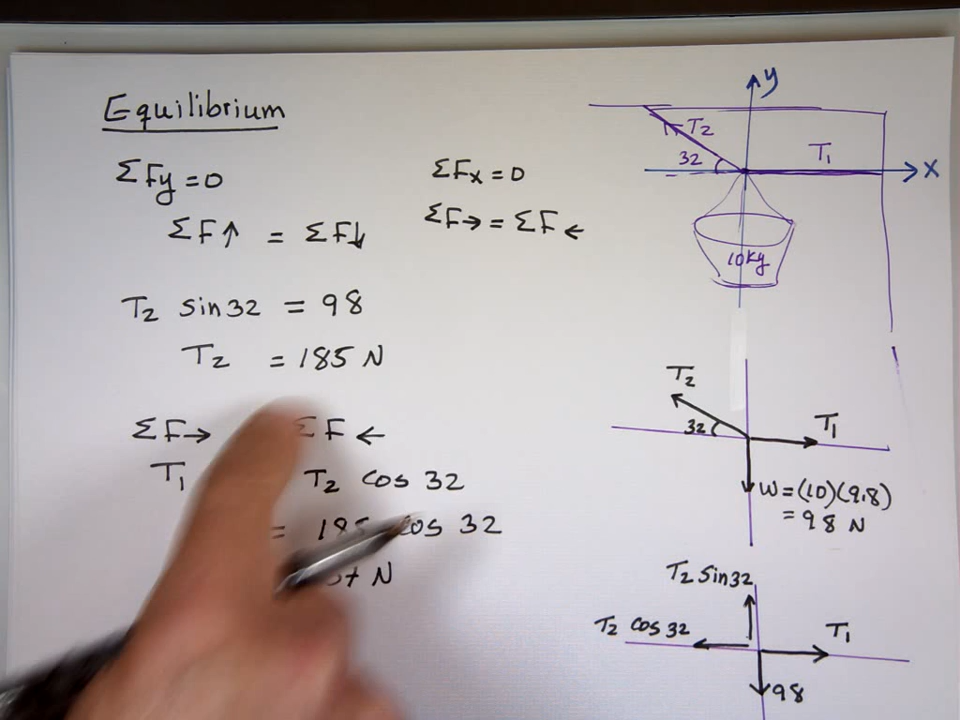 Equilibrium
ΣFy = 0
ΣFx = 0
ΣF↑ = ΣF↓
ΣF→ = ΣF←
T2 sin32 = 98
T2 = 185 N
ΣF→ ΣF←
T1 T2 cos 32
= 185 cos 32
N
y
T2
32
T1
x
10kg
T2
32
T1
W = (10)(9.8)
= 98 N
T2 sin32
T2 cos 32
T1
98